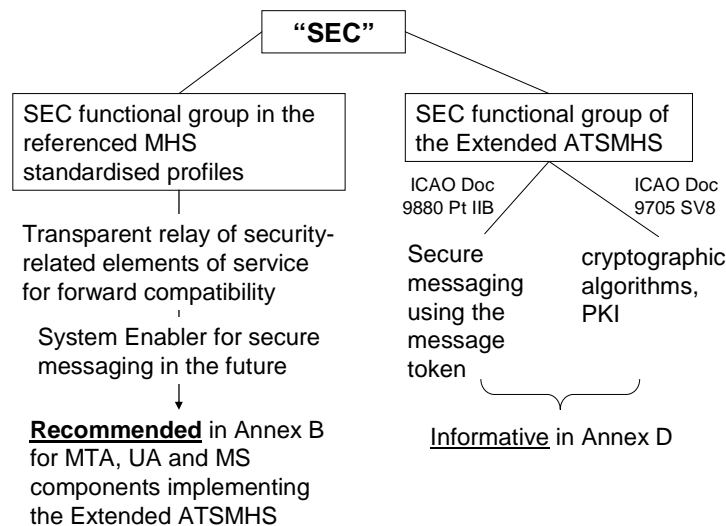 “SEC”
SEC functional group in the
referenced MHS
standardised profiles
Transparent relay of security-
related elements of service
for forward compatibility
System Enabler for secure
messaging in the future
Recommended in Annex B
for MTA, UA and MS
components implementing
the Extended ATSMHS
SEC functional group of
the Extended ATSMHS
ICAO Doc
9880 Pt IIB
Secure
messaging
using the
message
token
ICAO Doc
9705 SV8
cryptographic
algorithms,
PKI
Informative in Annex D